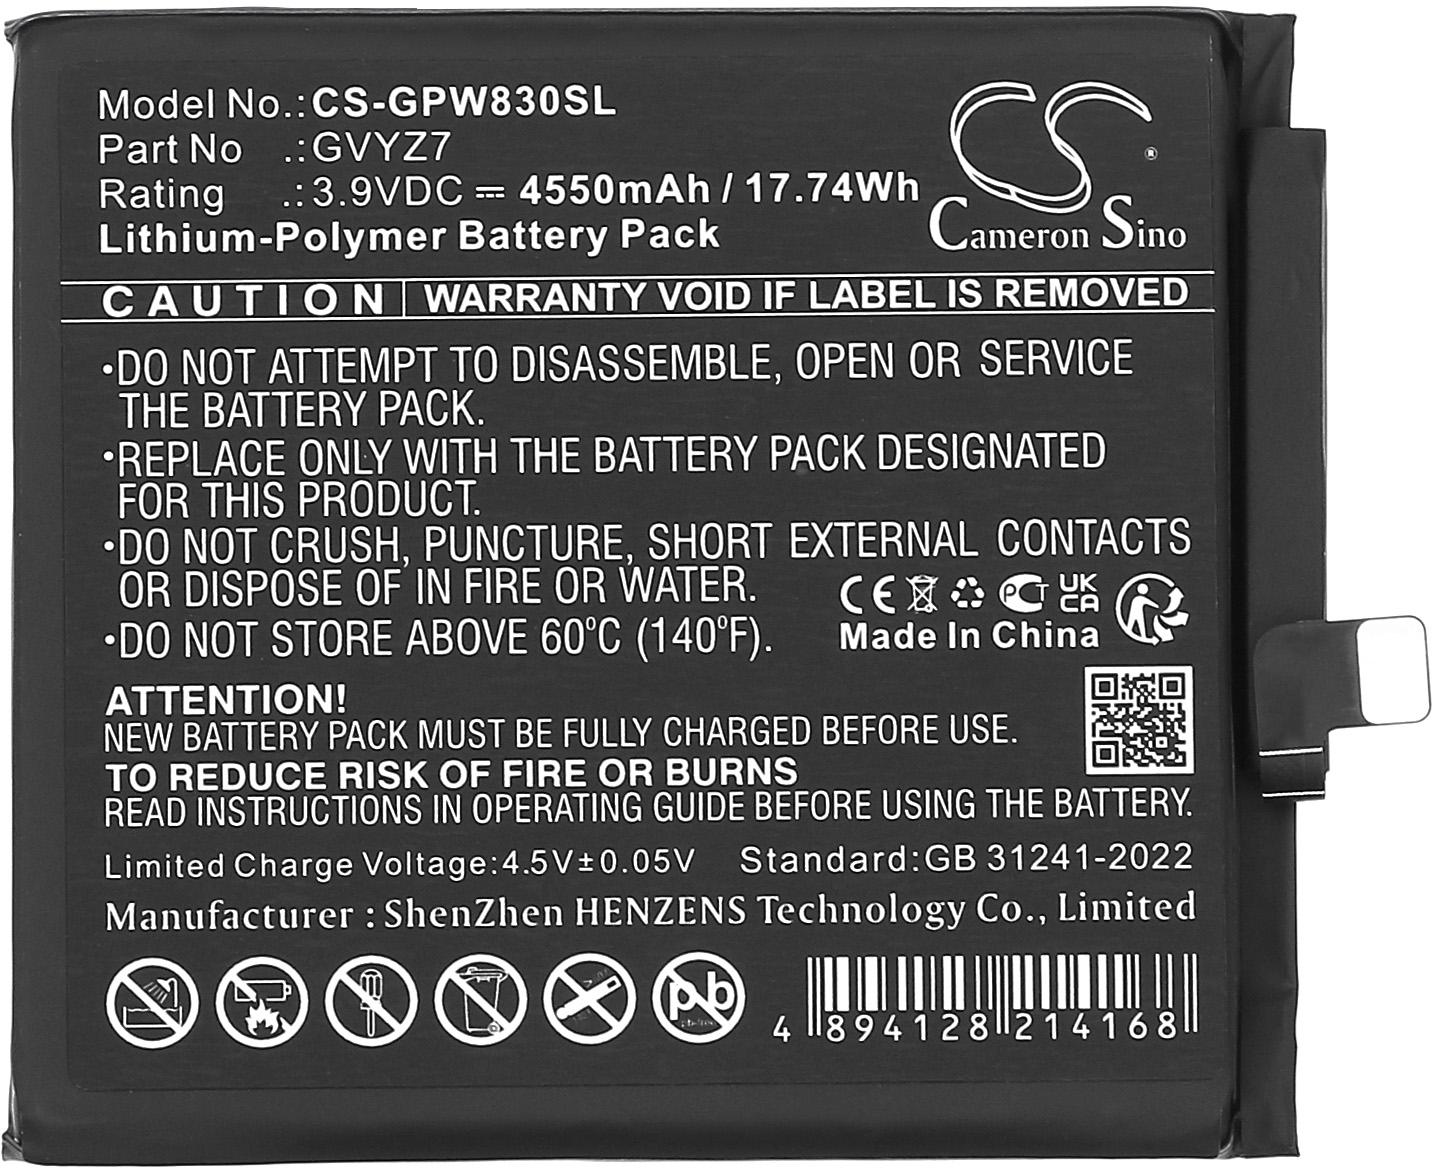 Model No.:CS-GPW830SL
Part No .:GVYZ7
Rating .:3.9VDC ⎓ 4550mAh / 17.74Wh
Lithium-Polymer Battery Pack
CS ®
Cameron Sino
CAUTION | WARRANTY VOID IF LABEL IS REMOVED
•DO NOT ATTEMPT TO DISASSEMBLE, OPEN OR SERVICE
THE BATTERY PACK.
•REPLACE ONLY WITH THE BATTERY PACK DESIGNATED
FOR THIS PRODUCT.
•DO NOT CRUSH, PUNCTURE, SHORT EXTERNAL CONTACTS
OR DISPOSE OF IN FIRE OR WATER.
•DO NOT STORE ABOVE 60°C (140°F).
CE PCT UK
CA
Made In China
ATTENTION!
NEW BATTERY PACK MUST BE FULLY CHARGED BEFORE USE.
TO REDUCE RISK OF FIRE OR BURNS
READ INSTRUCTIONS IN OPERATING GUIDE BEFORE USING THE BATTERY.
Limited Charge Voltage:4.5V±0.05V Standard:GB 31241-2022
Manufacturer : ShenZhen HENZENS Technology Co., Limited
pb
pb-free
4 894128 214168